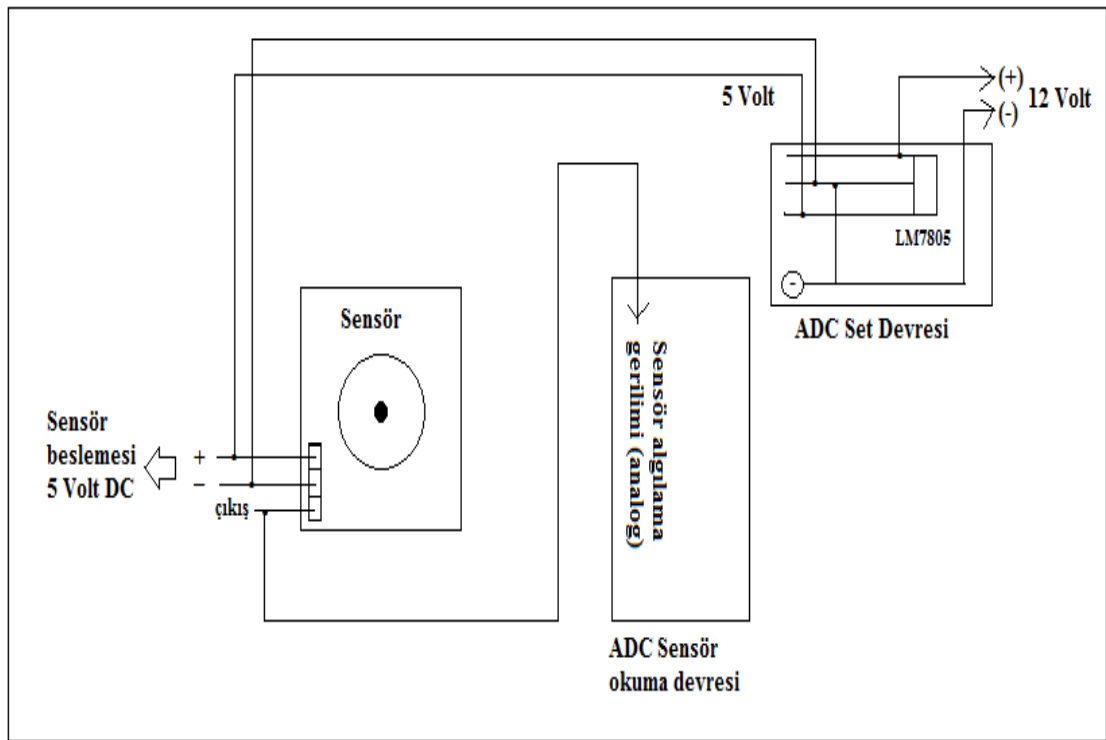 5 Volt
(+)
12 Volt
(-)
LM7805
-
ADC Set Devresi
Sensör
Sensör
beslemesi
5 Volt DC
+
–
çıkış
Sensör algılama
gerilimi (analog)
ADC Sensör
okuma devresi